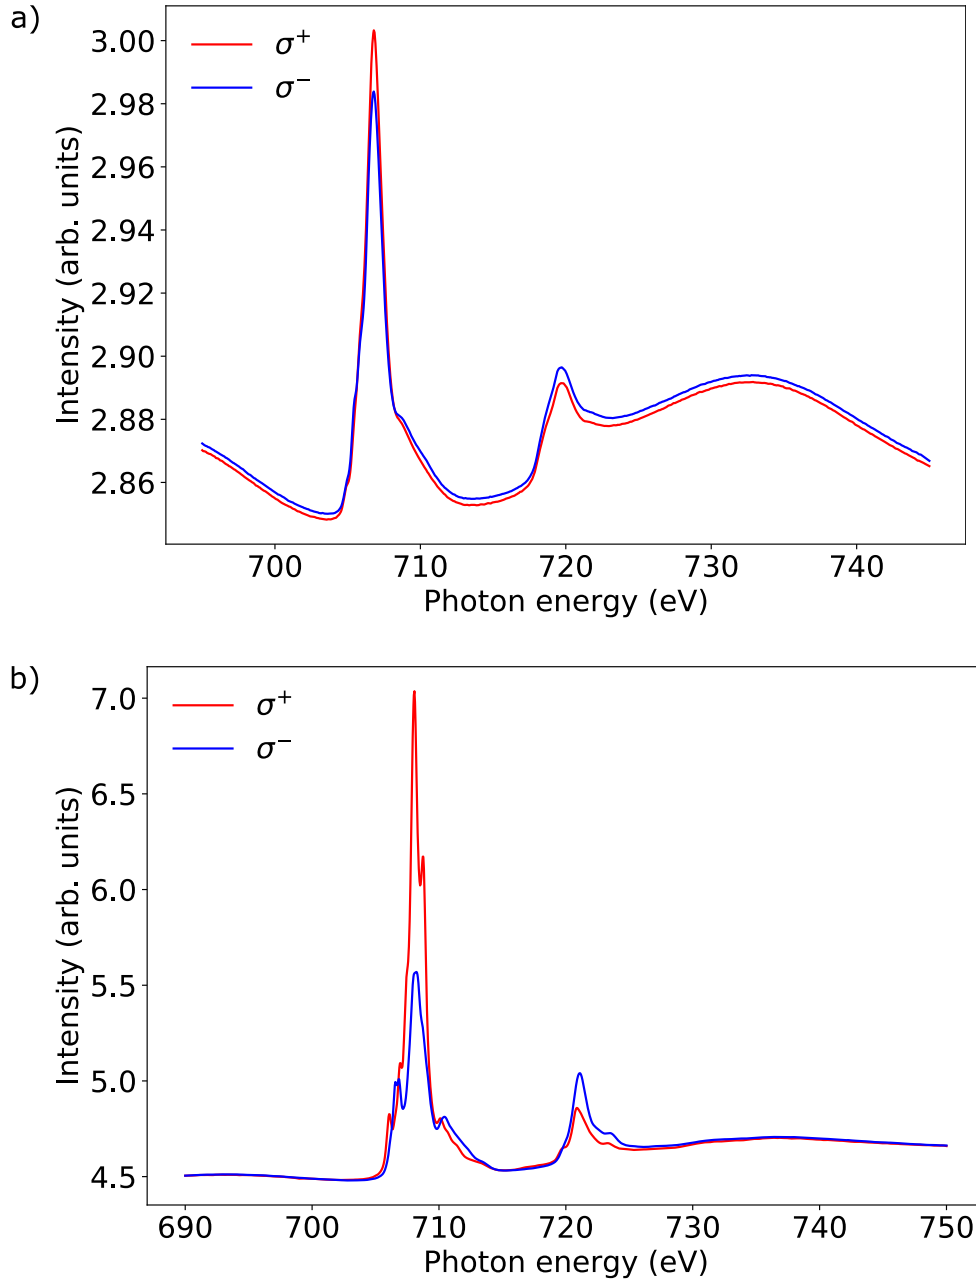 a)
σ⁺
σ⁻
3.00
2.98
2.96
2.94
2.92
2.90
2.88
2.86
Intensity (arb. units)
700 710 720 730 740
Photon energy (eV)
b)
σ⁺
σ⁻
7.0
6.5
6.0
5.5
5.0
4.5
Intensity (arb. units)
690 700 710 720 730 740 750
Photon energy (eV)